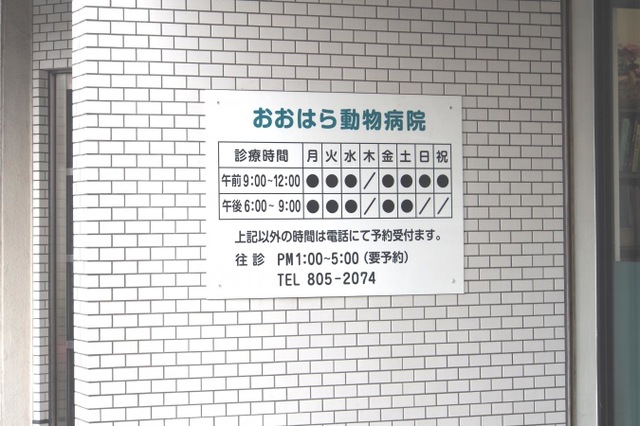 おおはら動物病院
診療時間 月 火 水 木 金 土 日 祝
午前 9:00~12:00 ● ● ● / ● ● ● ●
午後 6:00~ 9:00 ● ● ● / ● ● / /
上記以外の時間は電話にて予約受付ます。
往診 PM1:00~5:00(要予約)
TEL 805-2074